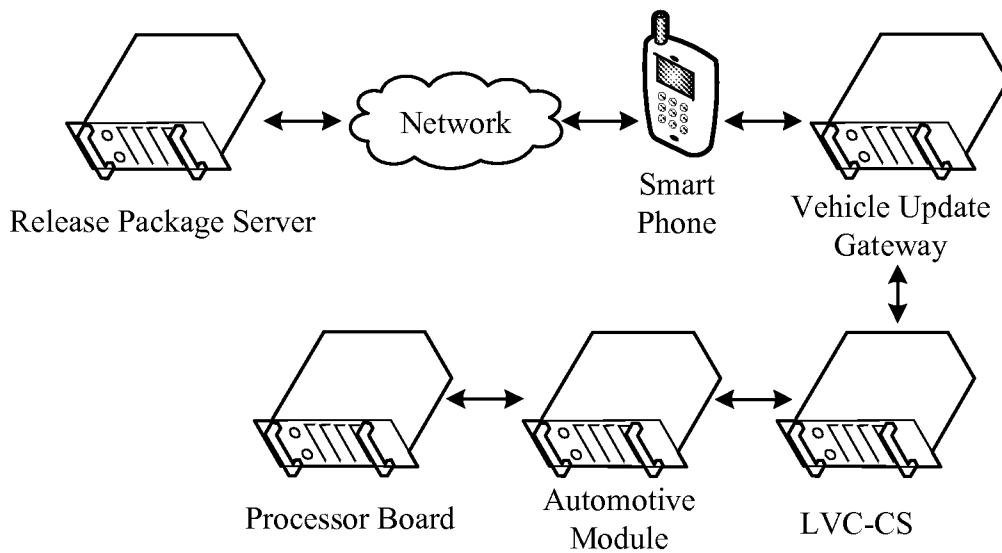 Network
Release Package Server
Smart
Phone
Vehicle Update
Gateway
Processor Board
Automotive
Module
LVC-CS